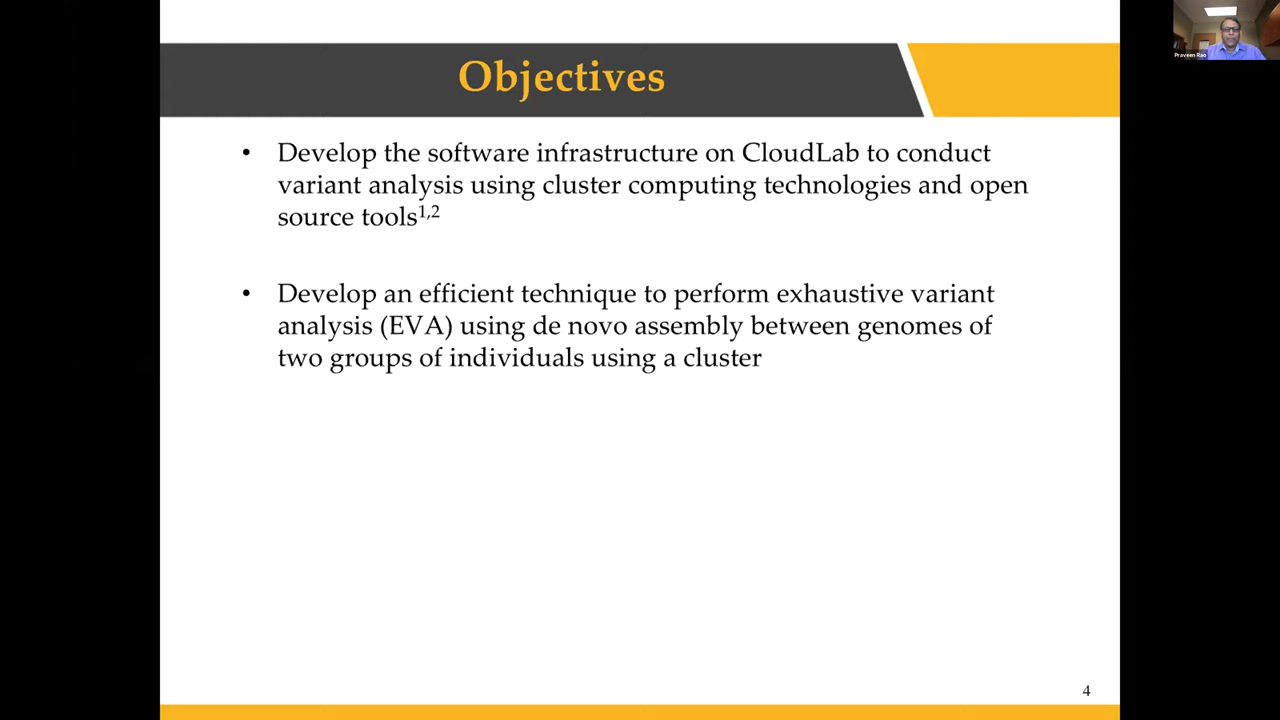 Objectives
• Develop the software infrastructure on CloudLab to conduct
variant analysis using cluster computing technologies and open
source tools1,2
• Develop an efficient technique to perform exhaustive variant
analysis (EVA) using de novo assembly between genomes of
two groups of individuals using a cluster
4
Praveen Rao